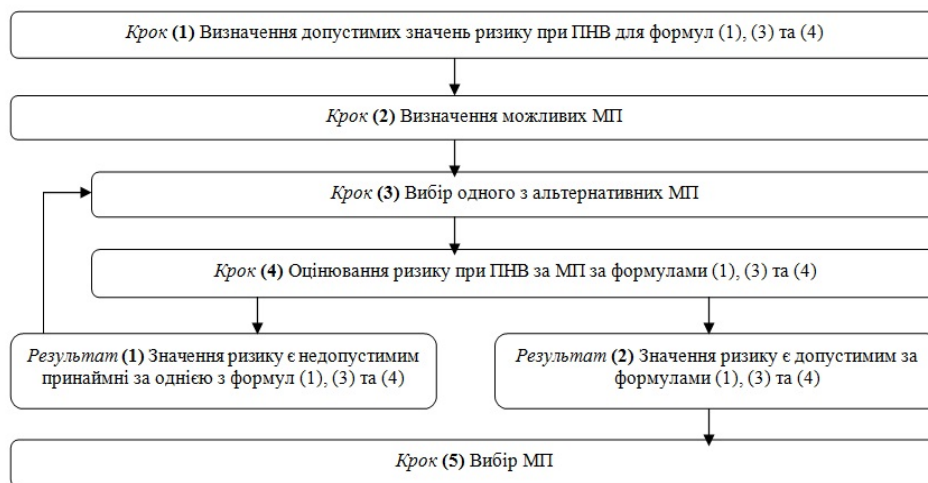 Крок (1) Визначення допустимих значень ризику при ПНВ для формул (1), (3) та (4)
Крок (2) Визначення можливих МП
Крок (3) Вибір одного з альтернативних МП
Крок (4) Оцінювання ризику при ПНВ за МП за формулами (1), (3) та (4)
Результат (1) Значення ризику є недопустимим
принаймні за однією з формул (1), (3) та (4)
Результат (2) Значення ризику є допустимим за
формулами (1), (3) та (4)
Крок (5) Вибір МП